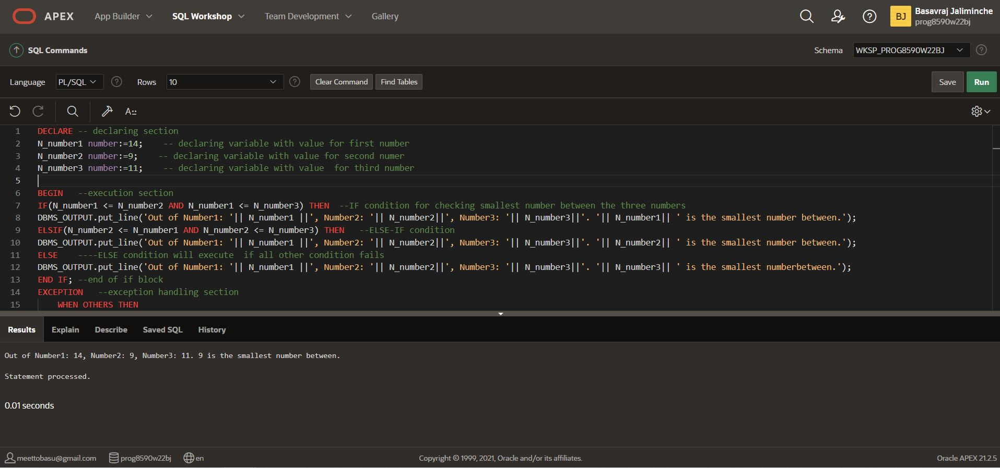 APEX App Builder SQL Workshop Team Development Gallery BJ Basavraj Jaliminche
prog8590w22bj
SQL Commands Schema WKSP_PROG8590W22BJ
Language PL/SQL Rows 10 Clear Command Find Tables Save Run
A::
1 DECLARE -- declaring section
2 N_number1 number:=14;    -- declaring variable with value for first number
3 N_number2 number:=9;    -- declaring variable with value for second numer
4 N_number3 number:=11;    -- declaring variable with value  for third number
5
6 BEGIN   --execution section
7 IF(N_number1 <= N_number2 AND N_number1 <= N_number3) THEN  --IF condition for checking smallest number between the three numbers
8 DBMS_OUTPUT.put_line('Out of Number1: '|| N_number1 ||', Number2: '|| N_number2||', Number3: '|| N_number3||'. '|| N_number1|| ' is the smallest number between.');
9 ELSIF(N_number2 <= N_number1 AND N_number2 <= N_number3) THEN   --ELSE-IF condition
10 DBMS_OUTPUT.put_line('Out of Number1: '|| N_number1 ||', Number2: '|| N_number2||', Number3: '|| N_number3||'. '|| N_number2|| ' is the smallest number between.');
11 ELSE    ----ELSE condition will execute  if all other condition fails
12 DBMS_OUTPUT.put_line('Out of Number1: '|| N_number1 ||', Number2: '|| N_number2||', Number3: '|| N_number3||'. '|| N_number3|| ' is the smallest numberbetween.');
13 END IF; --end of if block
14 EXCEPTION   --exception handling section
15     WHEN OTHERS THEN
Results Explain Describe Saved SQL History
Out of Number1: 14, Number2: 9, Number3: 11. 9 is the smallest number between.
Statement processed.
0.01 seconds
meettobasu@gmail.com prog8590w22bj en Copyright © 1999, 2021, Oracle and/or its affiliates. Oracle APEX 21.2.5